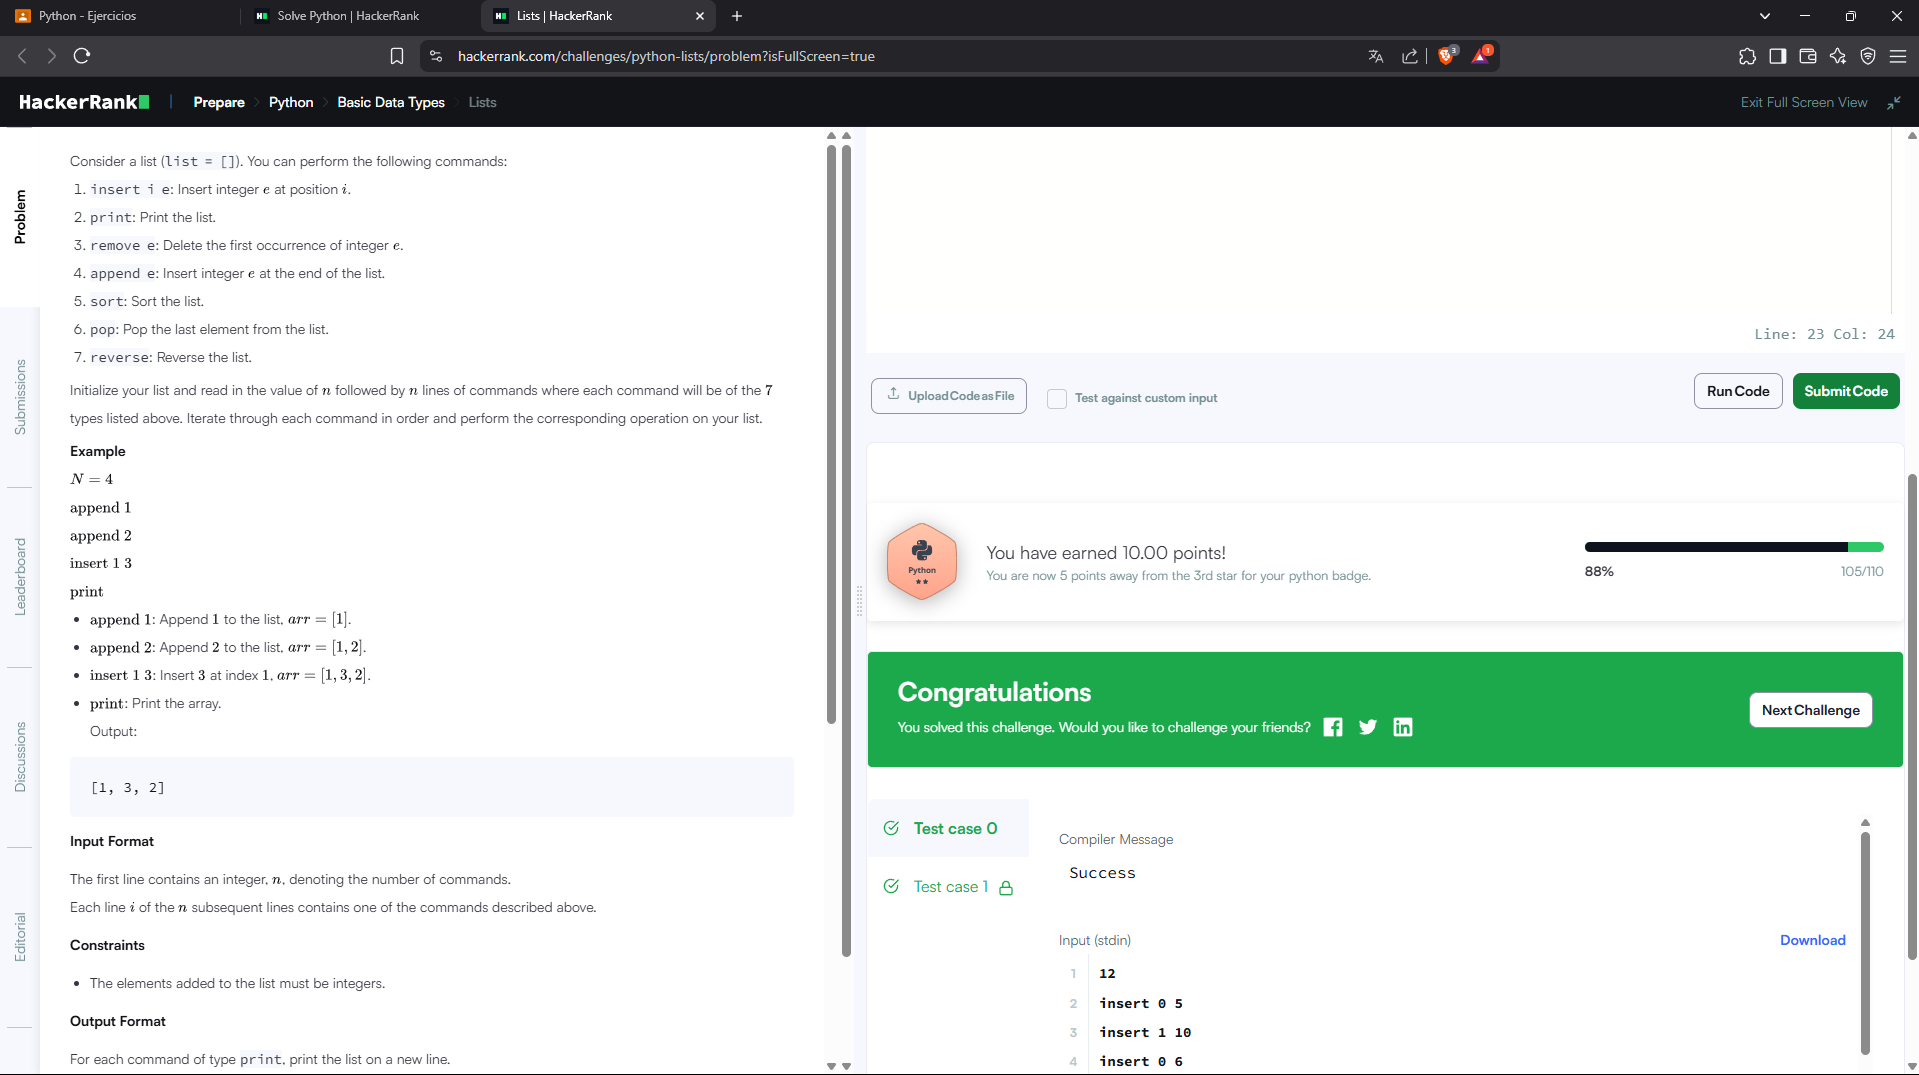 Python - Ejercicios
Solve Python | HackerRank
Lists | HackerRank
hackerrank.com/challenges/python-lists/problem?isFullScreen=true
3
1
HackerRank
Prepare
Python
Basic Data Types
Lists
Exit Full Screen View
Problem
Submissions
Leaderboard
Discussions
Editorial
Consider a list (list = []). You can perform the following commands:
1. insert i e: Insert integer e at position i.
2. print: Print the list.
3. remove e: Delete the first occurrence of integer e.
4. append e: Insert integer e at the end of the list.
5. sort: Sort the list.
6. pop: Pop the last element from the list.
7. reverse: Reverse the list.
Initialize your list and read in the value of n followed by n lines of commands where each command will be of the 7
types listed above. Iterate through each command in order and perform the corresponding operation on your list.
Example
N = 4
append 1
append 2
insert 1 3
print
• append 1: Append 1 to the list, arr = [1].
• append 2: Append 2 to the list, arr = [1, 2].
• insert 1 3: Insert 3 at index 1, arr = [1, 3, 2].
• print: Print the array.
Output:
[1, 3, 2]
Input Format
The first line contains an integer, n, denoting the number of commands.
Each line i of the n subsequent lines contains one of the commands described above.
Constraints
• The elements added to the list must be integers.
Output Format
For each command of type print, print the list on a new line.
Line: 23 Col: 24
Upload Code as File
Test against custom input
Run Code
Submit Code
Python
You have earned 10.00 points!
You are now 5 points away from the 3rd star for your python badge.
88%
105/110
Congratulations
You solved this challenge. Would you like to challenge your friends?
Next Challenge
Test case 0
Test case 1
Compiler Message
Success
Input (stdin)
Download
1 12
2 insert 0 5
3 insert 1 10
4 insert 0 6